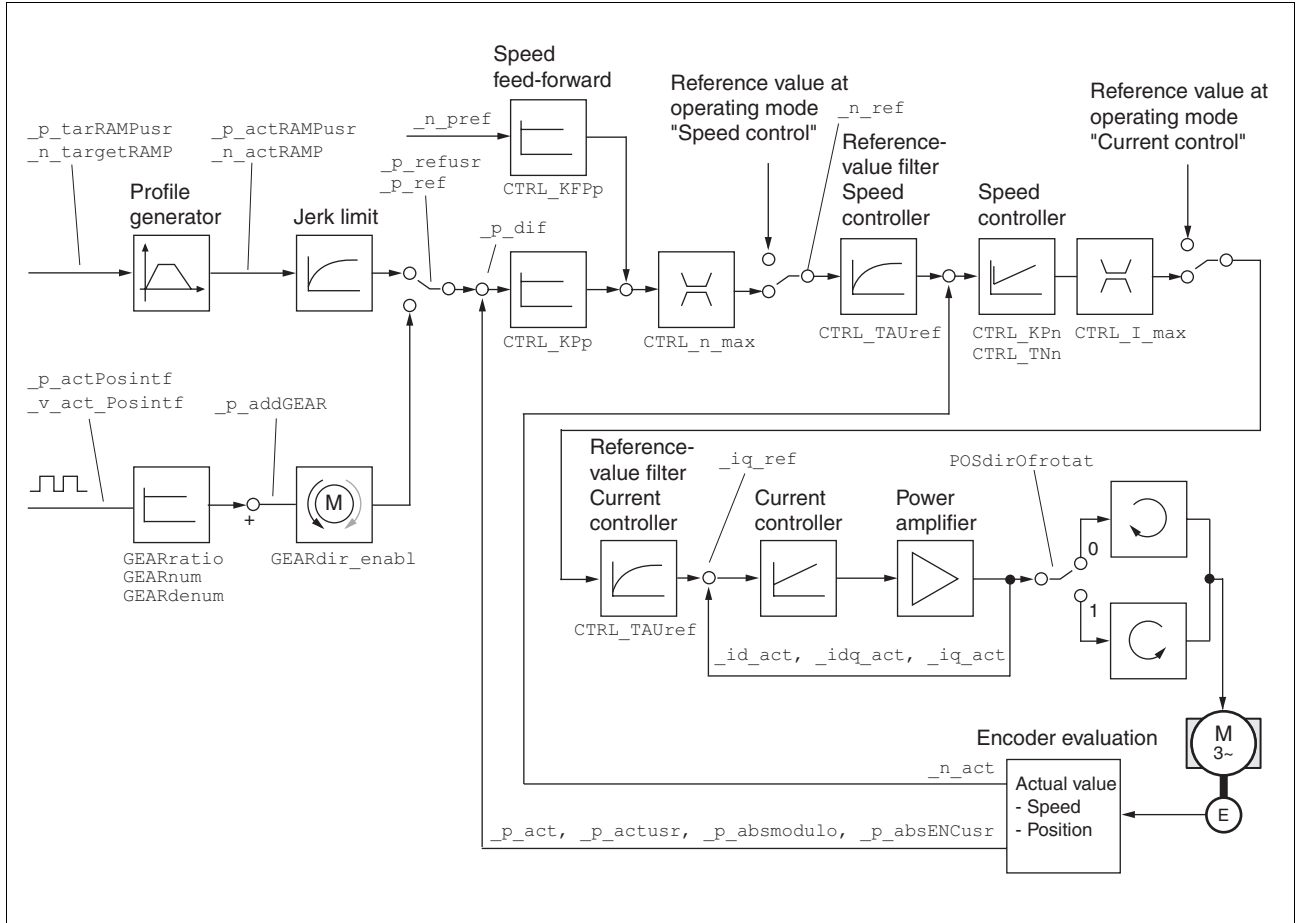 Speed
feed-forward
_n_pref
CTRL_KFPp
Reference value at
operating mode
"Speed control"
_n_ref
Reference value at
operating mode
"Current control"
_p_tarRAMPusr
_n_targetRAMP
_p_actRAMPusr
_n_actRAMP
_p_refusr
_p_ref
Profile
generator
Jerk limit
_p_dif
CTRL_KPp
CTRL_n_max
Reference-
value filter
Speed
controller
CTRL_TAUref
Speed
controller
CTRL_KPn
CTRL_TNn
CTRL_I_max
_p_actPosintf
_v_act_Posintf
_p_addGEAR
+
M
GEARratio
GEARnum
GEARdenum
GEARdir_enabl
Reference-
value filter
Current
controller
CTRL_TAUref
_iq_ref
Current
controller
Power
amplifier
POSdirOfrotat
0
1
_id_act, _idq_act, _iq_act
M
3~
E
Encoder evaluation
Actual value
- Speed
- Position
_n_act
_p_act, _p_actusr, _p_absmodulo, _p_absENCusr